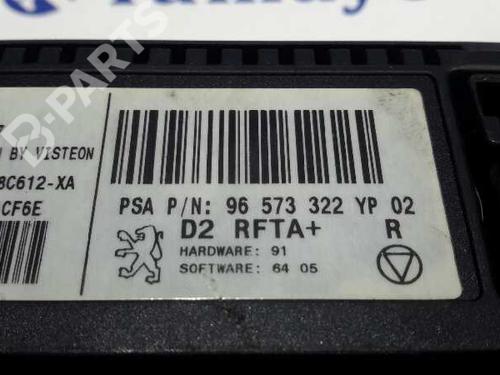 B-PARTS
BY VISTEON
8C612-XA
CF6E
PSA P/N: 96 573 322 YP 02
D2 RFTA+ R
HARDWARE: 91
SOFTWARE: 64 05